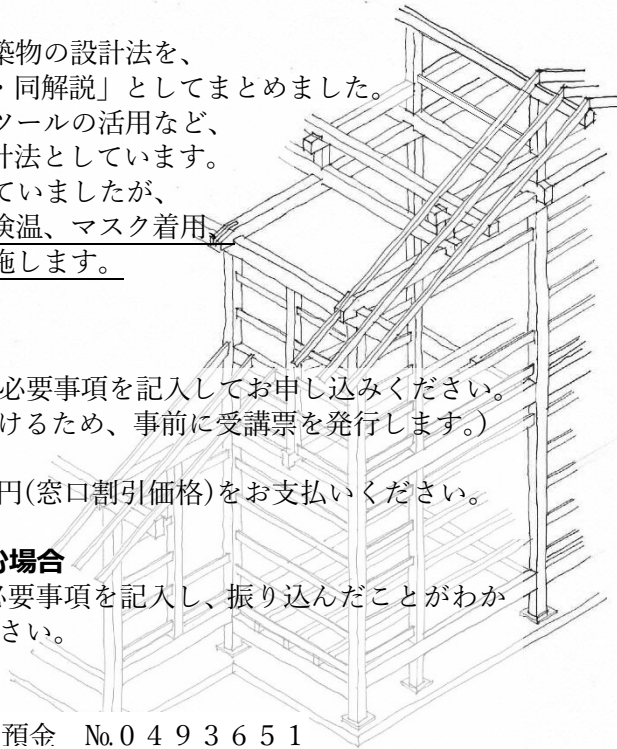 築物の設計法を、
・同解説」としてまとめました。
ツールの活用など、
計法としています。
ていましたが、
検温、マスク着用、
施します。
必要事項を記入してお申し込みください。
けるため、事前に受講票を発行します。）
円(窓口割引価格)をお支払いください。
場合
必要事項を記入し、振り込んだことがわか
さい。
預金　№０４９３６５１